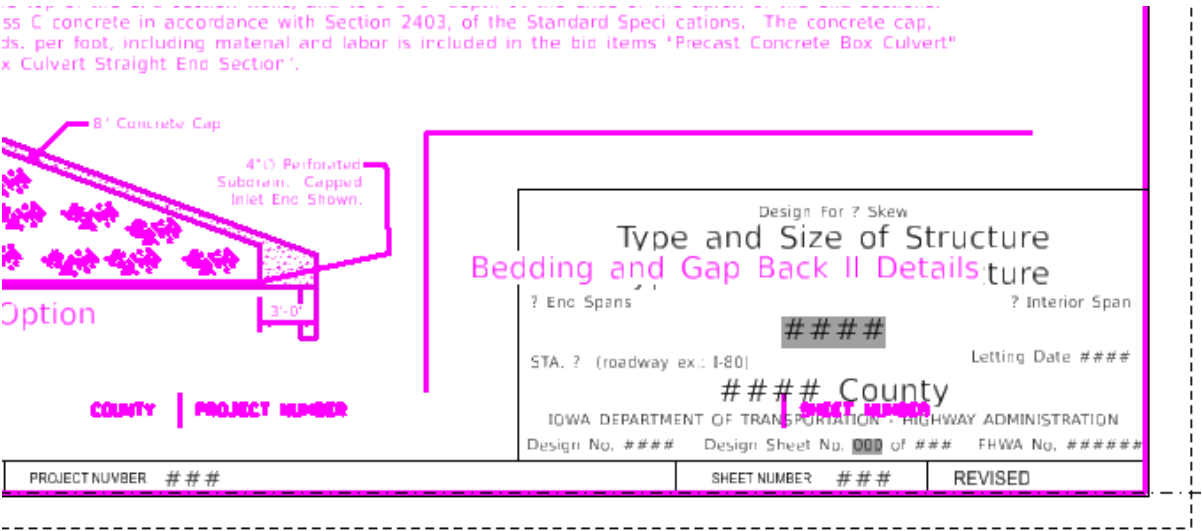 ss C concrete in accordance with Section 2403, of the Standard Speci cations. The concrete cap,
ds. per foot, including material and labor is included in the bid items "Precast Concrete Box Culvert"
x Culvert Straight End Section".
8" Concrete Cap
4"∅ Perforated
Subdrain. Capped
Inlet End Shown.
Design For ? Skew
Type and Size of Structure
Bedding and Gap Back II Details
ture
? End Spans
? Interior Span
3'-0"
Option
####
STA. ? (roadway ex.: I-80)
Letting Date ####
#### County
COUNTY
PROJECT NUMBER
SHEET NUMBER
IOWA DEPARTMENT OF TRANSPORTATION - HIGHWAY ADMINISTRATION
Design No. ####
Design Sheet No. 000 of ###
FHWA No. ######
PROJECT NUMBER ###
SHEET NUMBER ###
REVISED